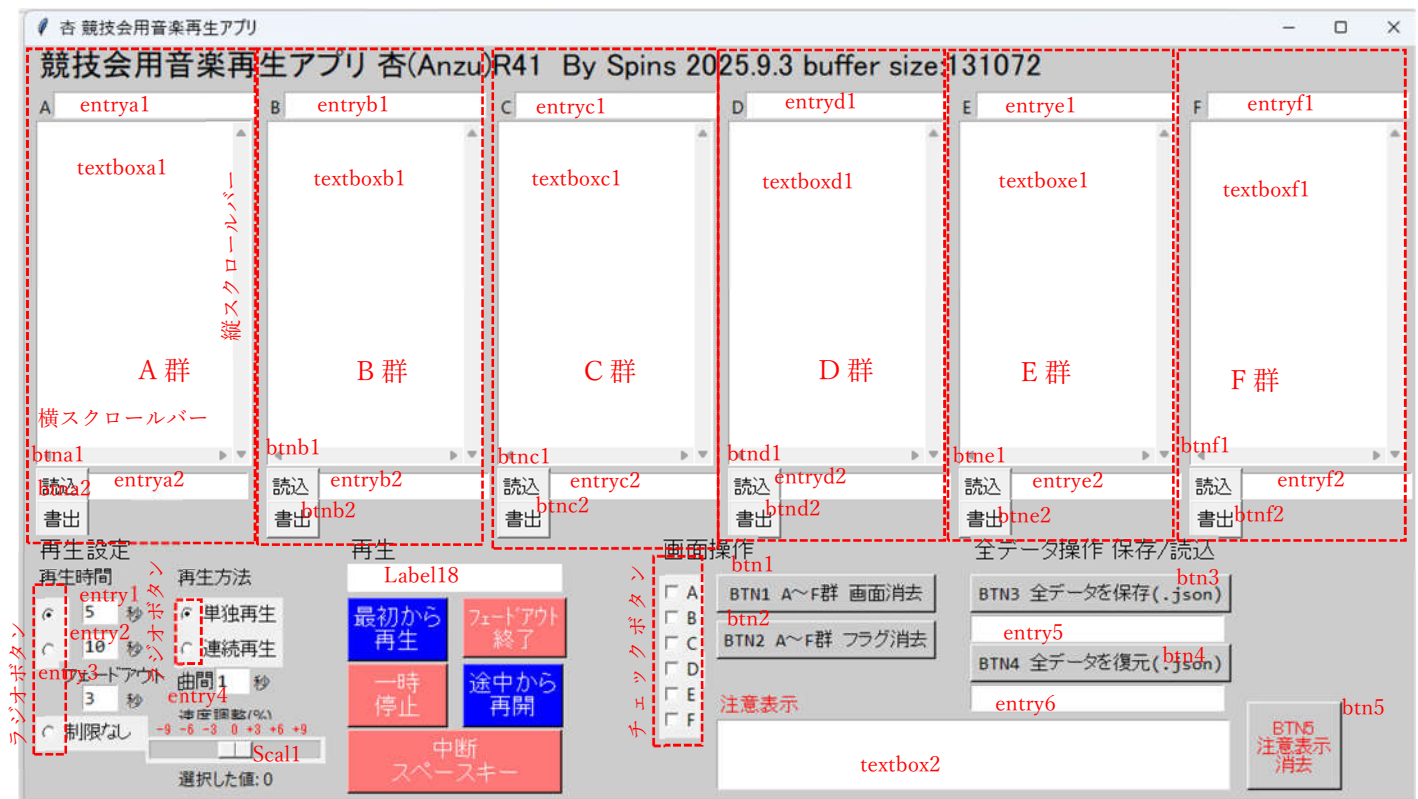 杏 競技会用音楽再生アプリ
競技会用音楽再生アプリ 杏(Anzu)R41 By Spins 2025.9.3 buffer size:131072
A entrya1 B entryb1 C entryc1 D entryd1 E entrye1 F entryf1
textboxa1 textboxb1 textboxc1 textboxd1 textboxe1 textboxf1
縦スクロールバー
A 群 B 群 C 群 D 群 E 群 F 群
横スクロールバー
btna1 btnb1 btnc1 btnd1 btne1 btnf1
読込 entrya2 読込 entryb2 読込 entryc2 読込 entryd2 読込 entrye2 読込 entryf2
btna2 btnb2 btnc2 btnd2 btne2 btnf2
書出 書出 書出 書出 書出 書出
再生設定 再生 画面操作 全データ操作 保存/読込
再生時間 再生方法 Label18
ラジオボタン
ラジオボタン
entry1
5 秒
entry2
10 秒
entry3
フェードアウト
3 秒
制限なし
単独再生
連続再生
曲間 1 秒
entry4
速度調整(%)
-9 -6 -3 0 +3 +6 +9
Scal1
選択した値: 0
最初から
再生
フェードアウト
終了
一時
停止
途中から
再開
中断
スペースキー
チェックボタン
A
B
C
D
E
F
btn1
BTN1 A～F群 画面消去
btn2
BTN2 A～F群 フラグ消去
btn3
BTN3 全データを保存(.json)
entry5
btn4
BTN4 全データを復元(.json)
entry6
注意表示
textbox2
btn5
BTN5
注意表示
消去